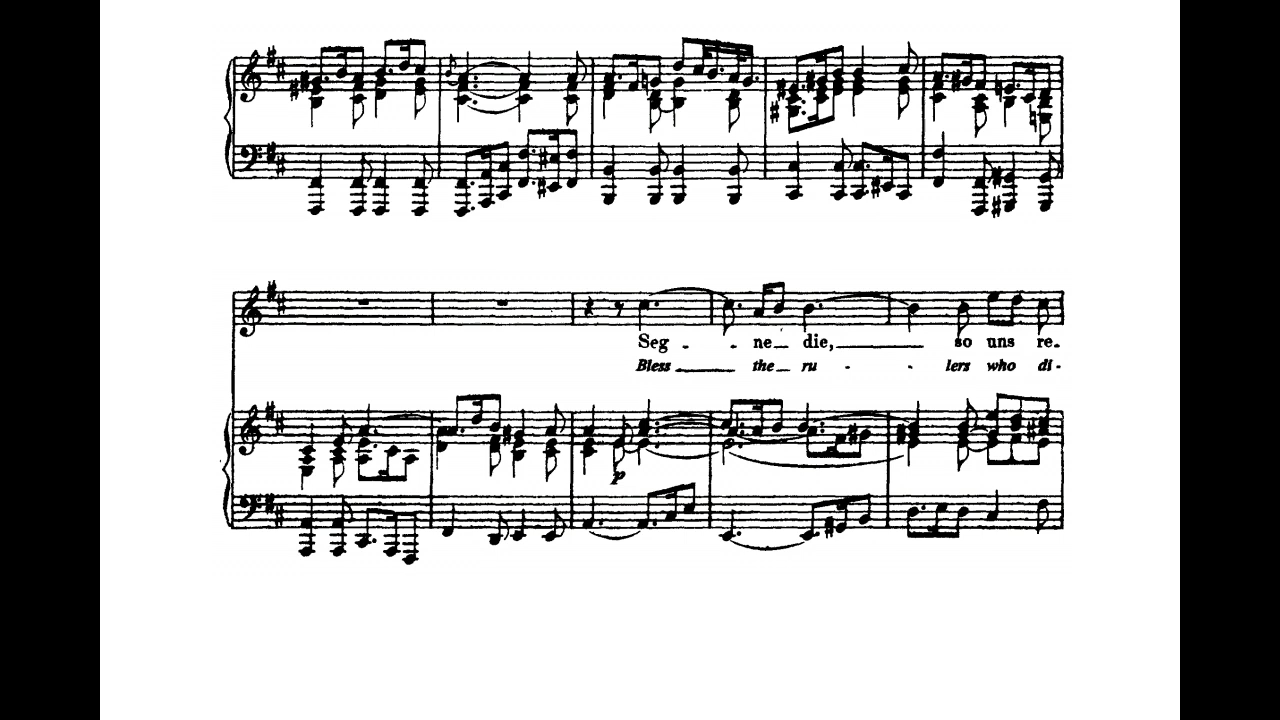 Seg - - ne die, so uns re-
Bless the ru - - lers who di-
p